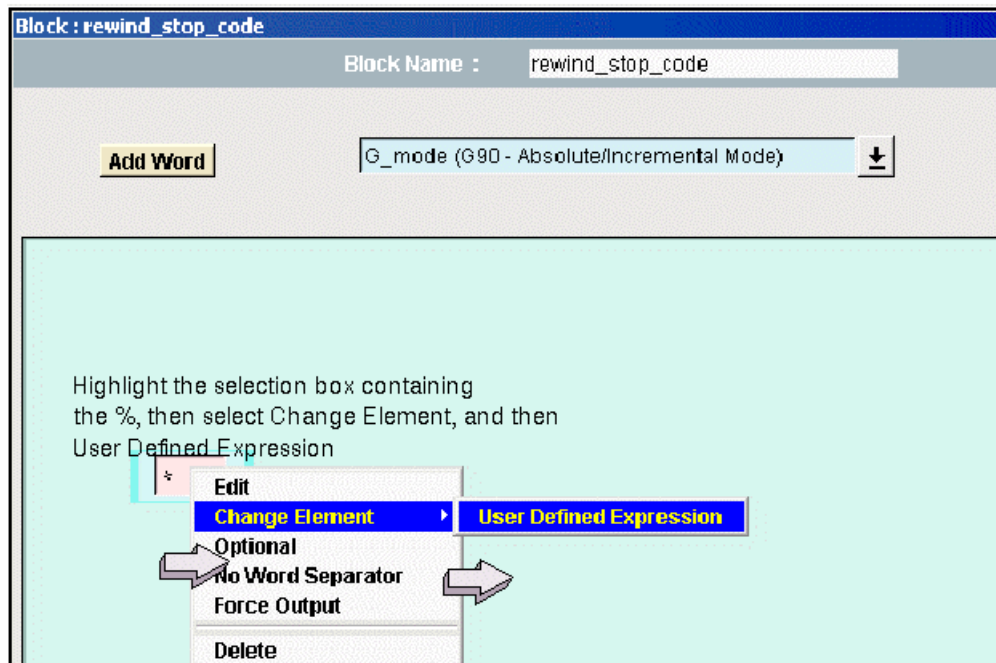 Block : rewind_stop_code
Block Name : rewind_stop_code
Add Word G_mode (G90 - Absolute/Incremental Mode)
Highlight the selection box containing
the %, then select Change Element, and then
User Defined Expression
%
Edit
Change Element User Defined Expression
Optional
No Word Separator
Force Output
Delete